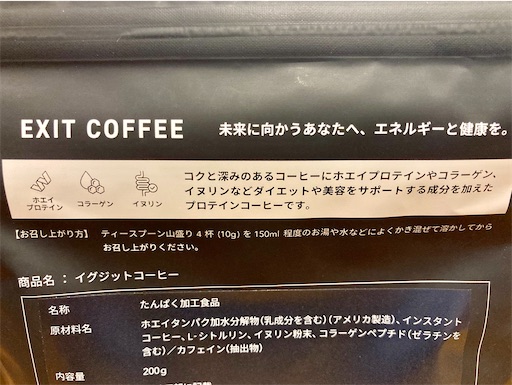 EXIT COFFEE 未来に向かうあなたへ、エネルギーと健康を。
ホエイ
プロテイン
コラーゲン
イヌリン
コクと深みのあるコーヒーにホエイプロテインやコラーゲン、
イヌリンなどダイエットや美容をサポートする成分を加えた
プロテインコーヒーです。
【お召し上がり方】 ティースプーン山盛り4杯(10g)を150ml程度のお湯や水などによくかき混ぜて溶かしてから
お召し上がりください。
商品名:イグジットコーヒー
名称 たんぱく加工食品
原材料名 ホエイタンパク加水分解物(乳成分を含む)(アメリカ製造)、インスタント
コーヒー、L-シトルリン、イヌリン粉末、コラーゲンペプチド(ゼラチンを
含む)/カフェイン(抽出物)
内容量 200g